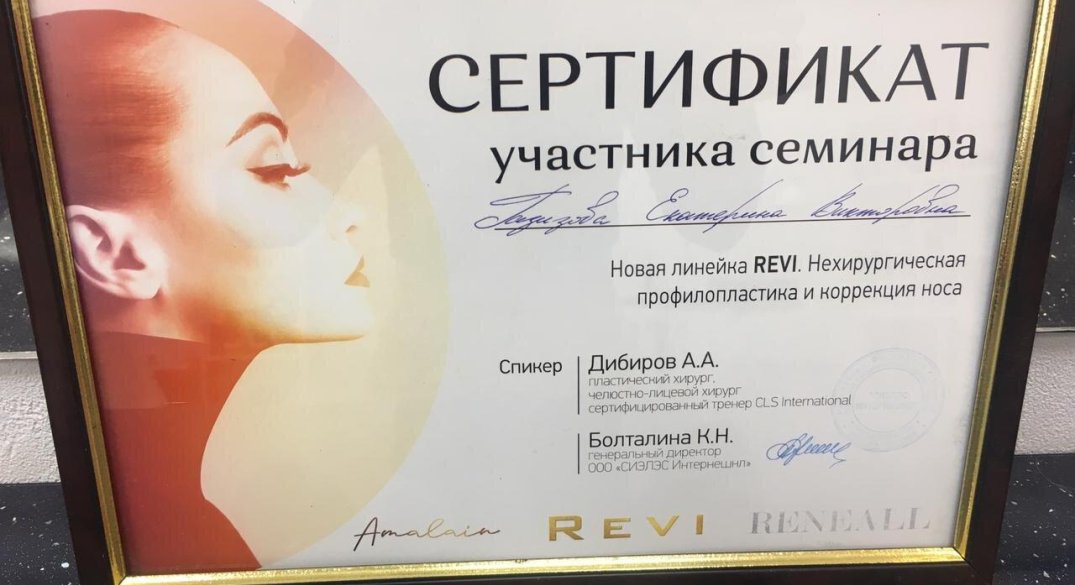 СЕРТИФИКАТ
участника семинара
Екатерина Викторовна
Новая линейка REVI. Нехирургическая
профилопластика и коррекция носа
Спикер
Дибиров А.А.
пластический хирург,
челюстно-лицевой хирург
сертифицированный тренер CLS International
Болталина К.Н.
генеральный директор
ООО «СИЭЛЭС Интернешнл»
Amalain
REVI
RENEALL